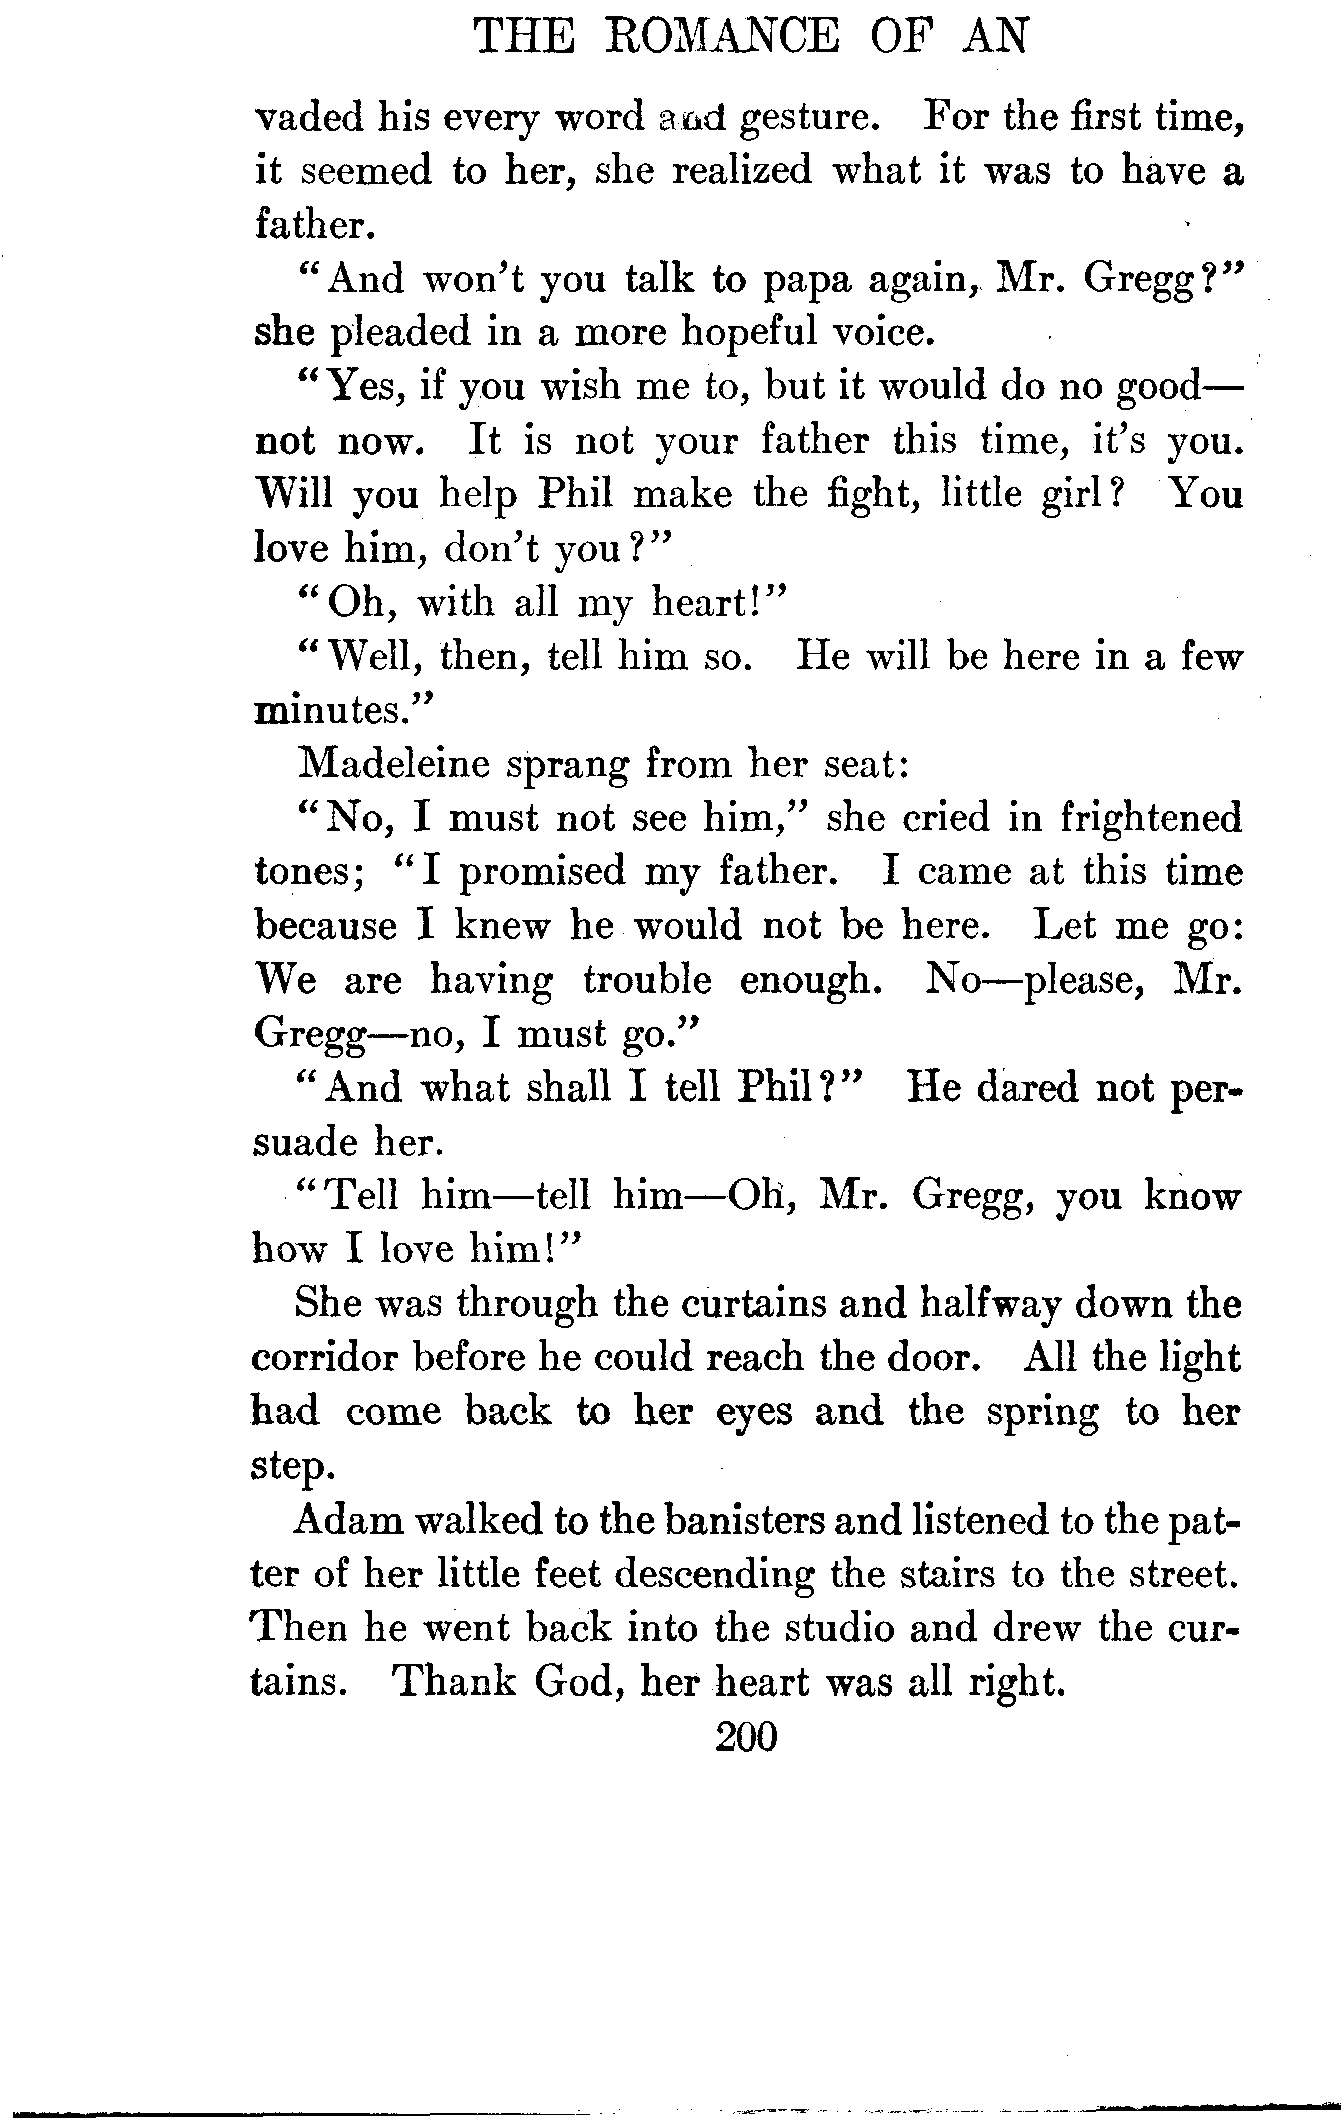 THE ROMANCE OF AN
vaded his every word and gesture. For the first time,
it seemed to her, she realized what it was to have a
father.
"And won't you talk to papa again, Mr. Gregg?"
she pleaded in a more hopeful voice.
"Yes, if you wish me to, but it would do no good—
not now. It is not your father this time, it's you.
Will you help Phil make the fight, little girl? You
love him, don't you?"
"Oh, with all my heart!"
"Well, then, tell him so. He will be here in a few
minutes."
Madeleine sprang from her seat:
"No, I must not see him," she cried in frightened
tones; "I promised my father. I came at this time
because I knew he would not be here. Let me go:
We are having trouble enough. No—please, Mr.
Gregg—no, I must go."
"And what shall I tell Phil?" He dared not per-
suade her.
"Tell him—tell him—Oh, Mr. Gregg, you know
how I love him!"
She was through the curtains and halfway down the
corridor before he could reach the door. All the light
had come back to her eyes and the spring to her
step.
Adam walked to the banisters and listened to the pat-
ter of her little feet descending the stairs to the street.
Then he went back into the studio and drew the cur-
tains. Thank God, her heart was all right.
200